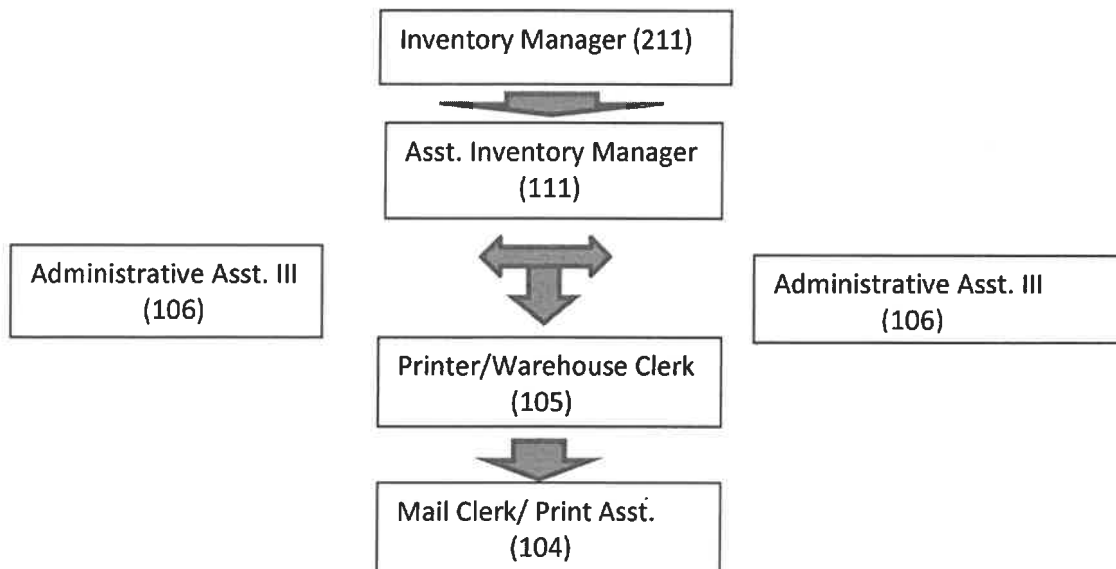 Inventory Manager (211)
Asst. Inventory Manager
(111)
Administrative Asst. III
(106)
Administrative Asst. III
(106)
Printer/Warehouse Clerk
(105)
Mail Clerk/ Print Asst.
(104)